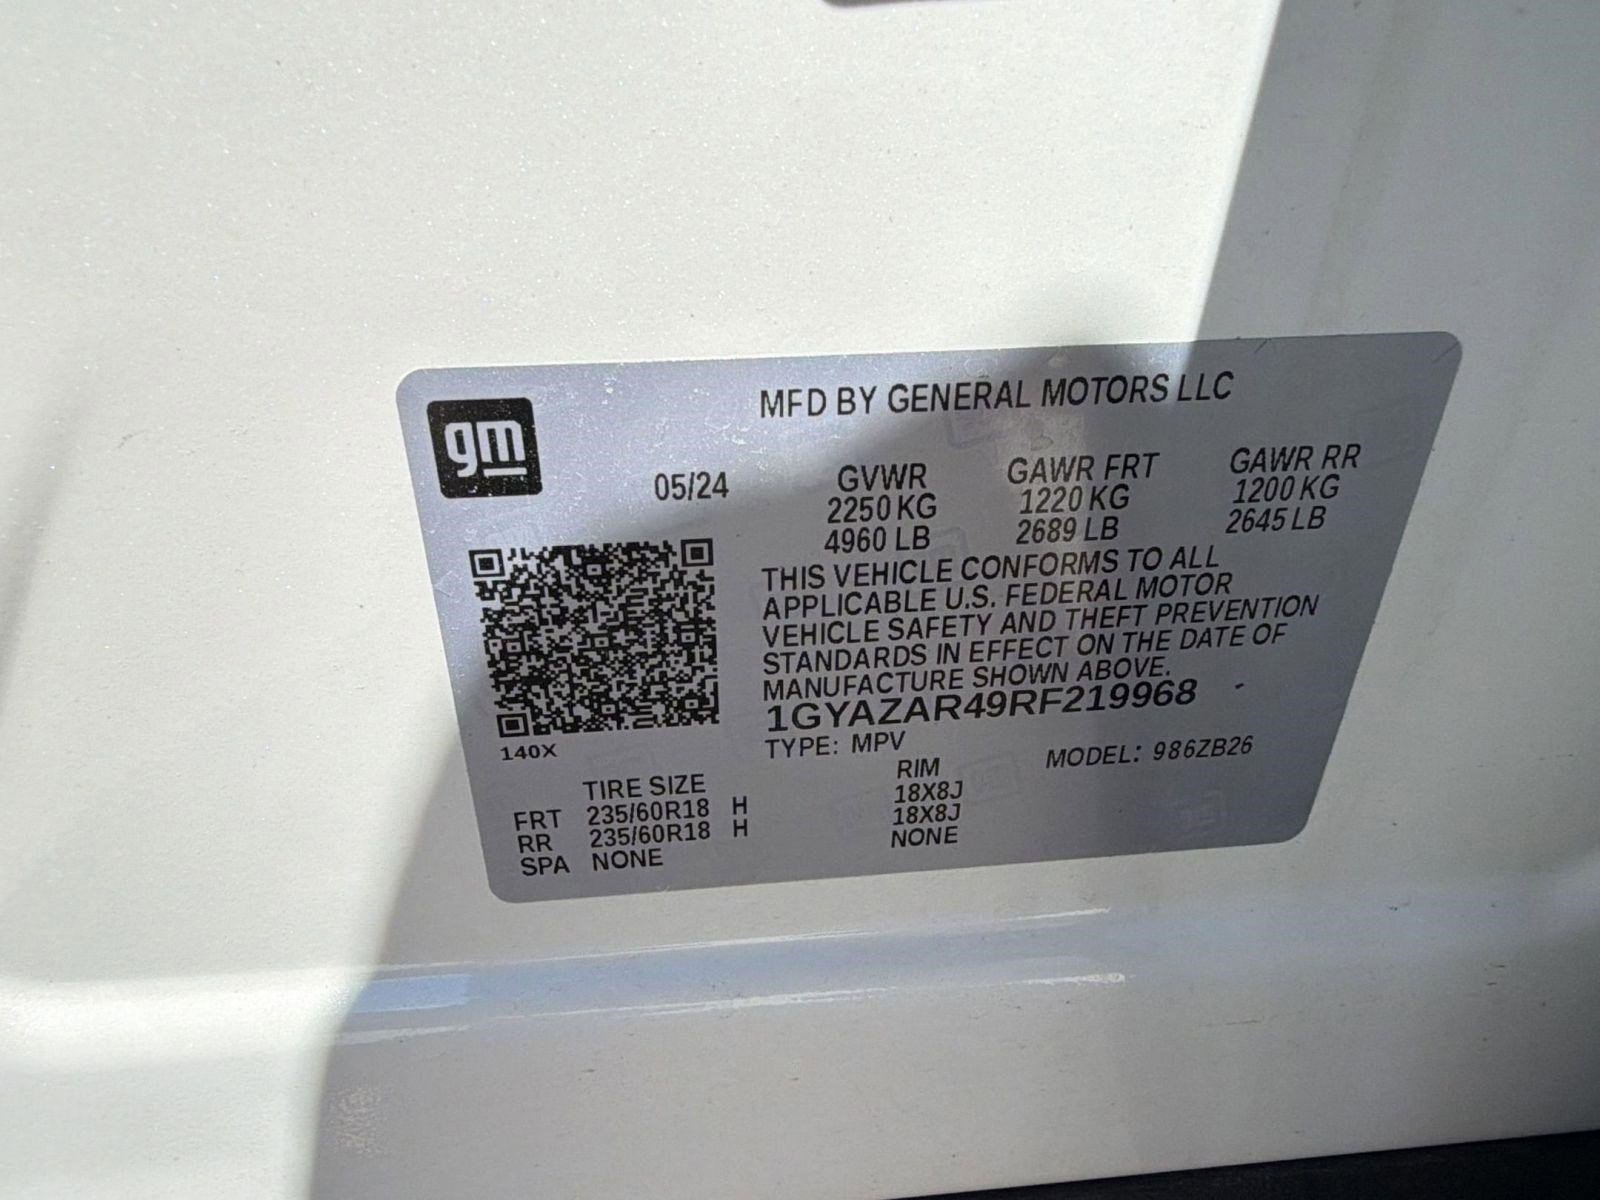 gm
MFD BY GENERAL MOTORS LLC
05/24 GVWR GAWR FRT GAWR RR
2250 KG 1220 KG 1200 KG
4960 LB 2689 LB 2645 LB
THIS VEHICLE CONFORMS TO ALL
APPLICABLE U.S. FEDERAL MOTOR
VEHICLE SAFETY AND THEFT PREVENTION
STANDARDS IN EFFECT ON THE DATE OF
MANUFACTURE SHOWN ABOVE.
1GYAZAR49RF219968
140X
TYPE: MPV MODEL: 986ZB26
TIRE SIZE RIM
FRT 235/60R18 H 18X8J
RR 235/60R18 H 18X8J
SPA NONE NONE